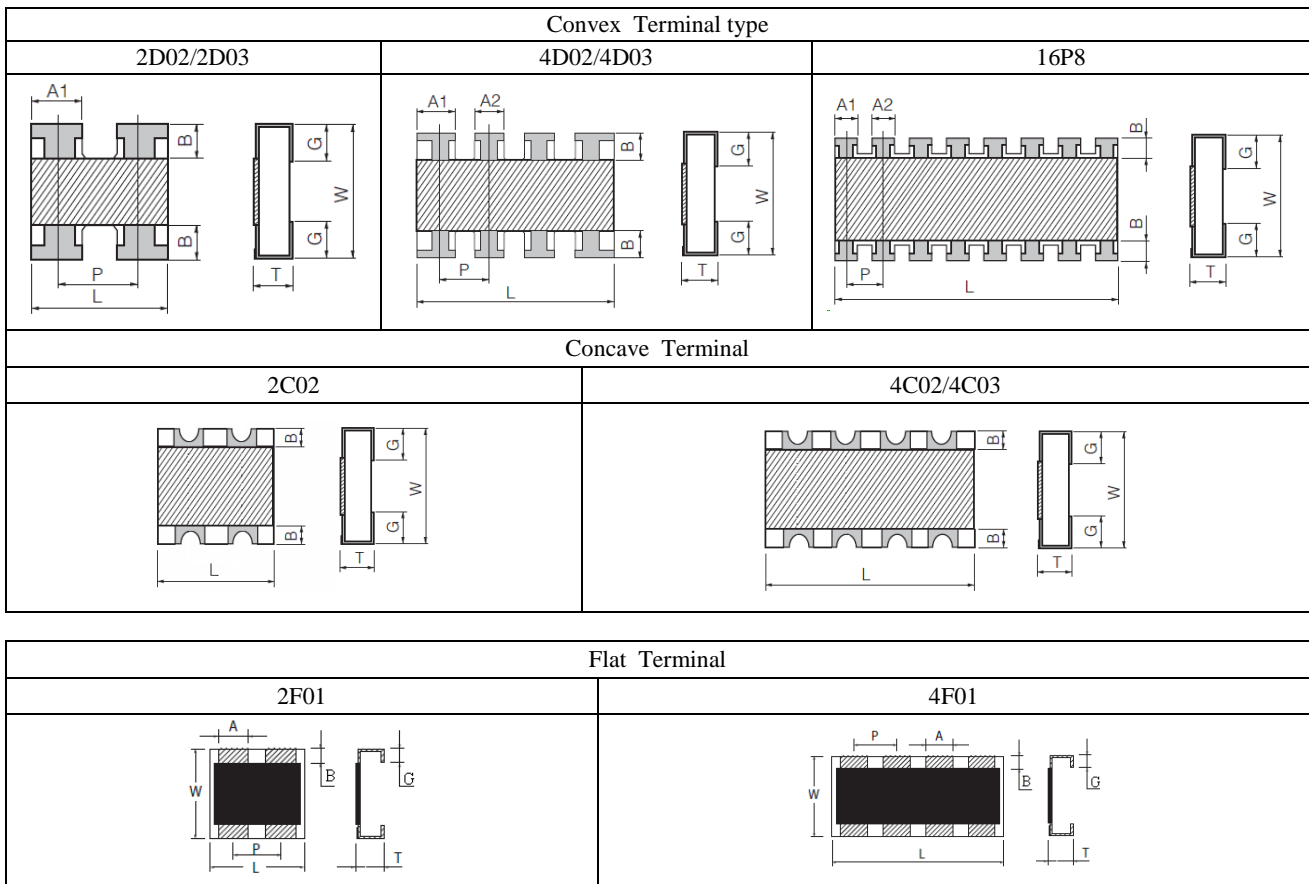 Convex Terminal type
2D02/2D03 4D02/4D03 16P8
A1
B
G
W
G
B
P
T
L
A1 A2
B
G
W
G
B
P
T
L
A1 A2
B
G
W
B
G
P
T
L
Concave Terminal
2C02 4C02/4C03
B
G
W
G
B
T
L
B
G
W
G
B
T
L
Flat Terminal
2F01 4F01
A
B
G
W
P
T
L
P A
B
G
W
L
T